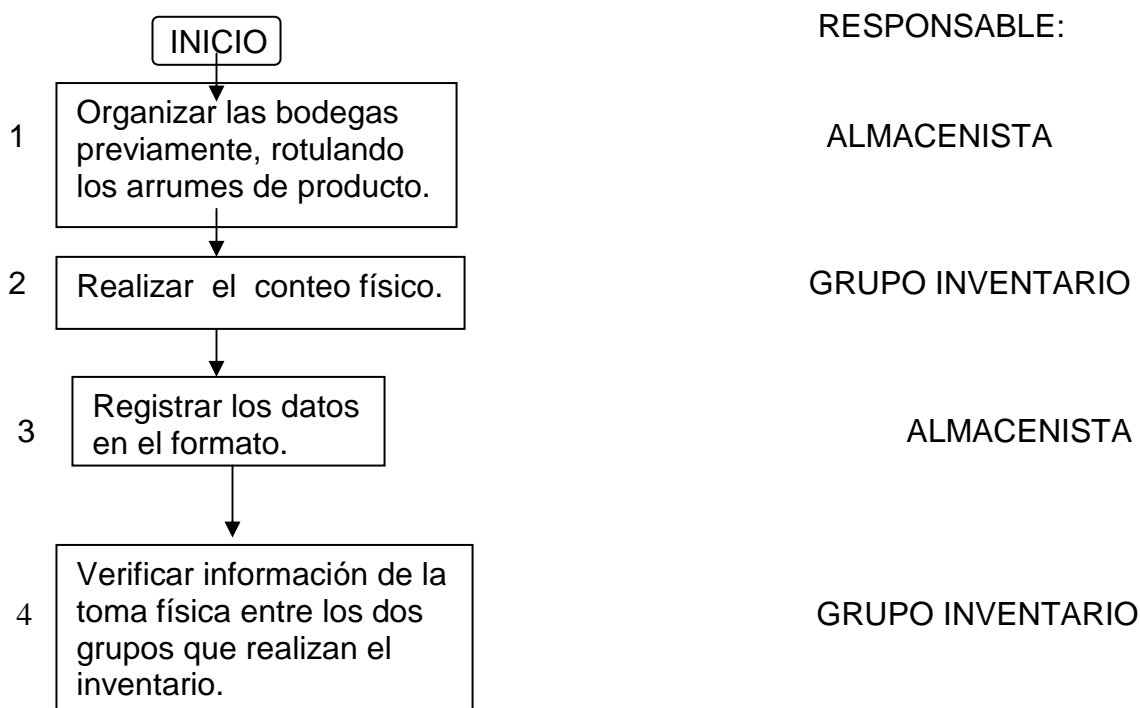 INICIO
RESPONSABLE:
1
Organizar las bodegas
previamente, rotulando
los arrumes de producto.
ALMACENISTA
2
Realizar el conteo físico.
GRUPO INVENTARIO
3
Registrar los datos
en el formato.
ALMACENISTA
4
Verificar información de la
toma física entre los dos
grupos que realizan el
inventario.
GRUPO INVENTARIO